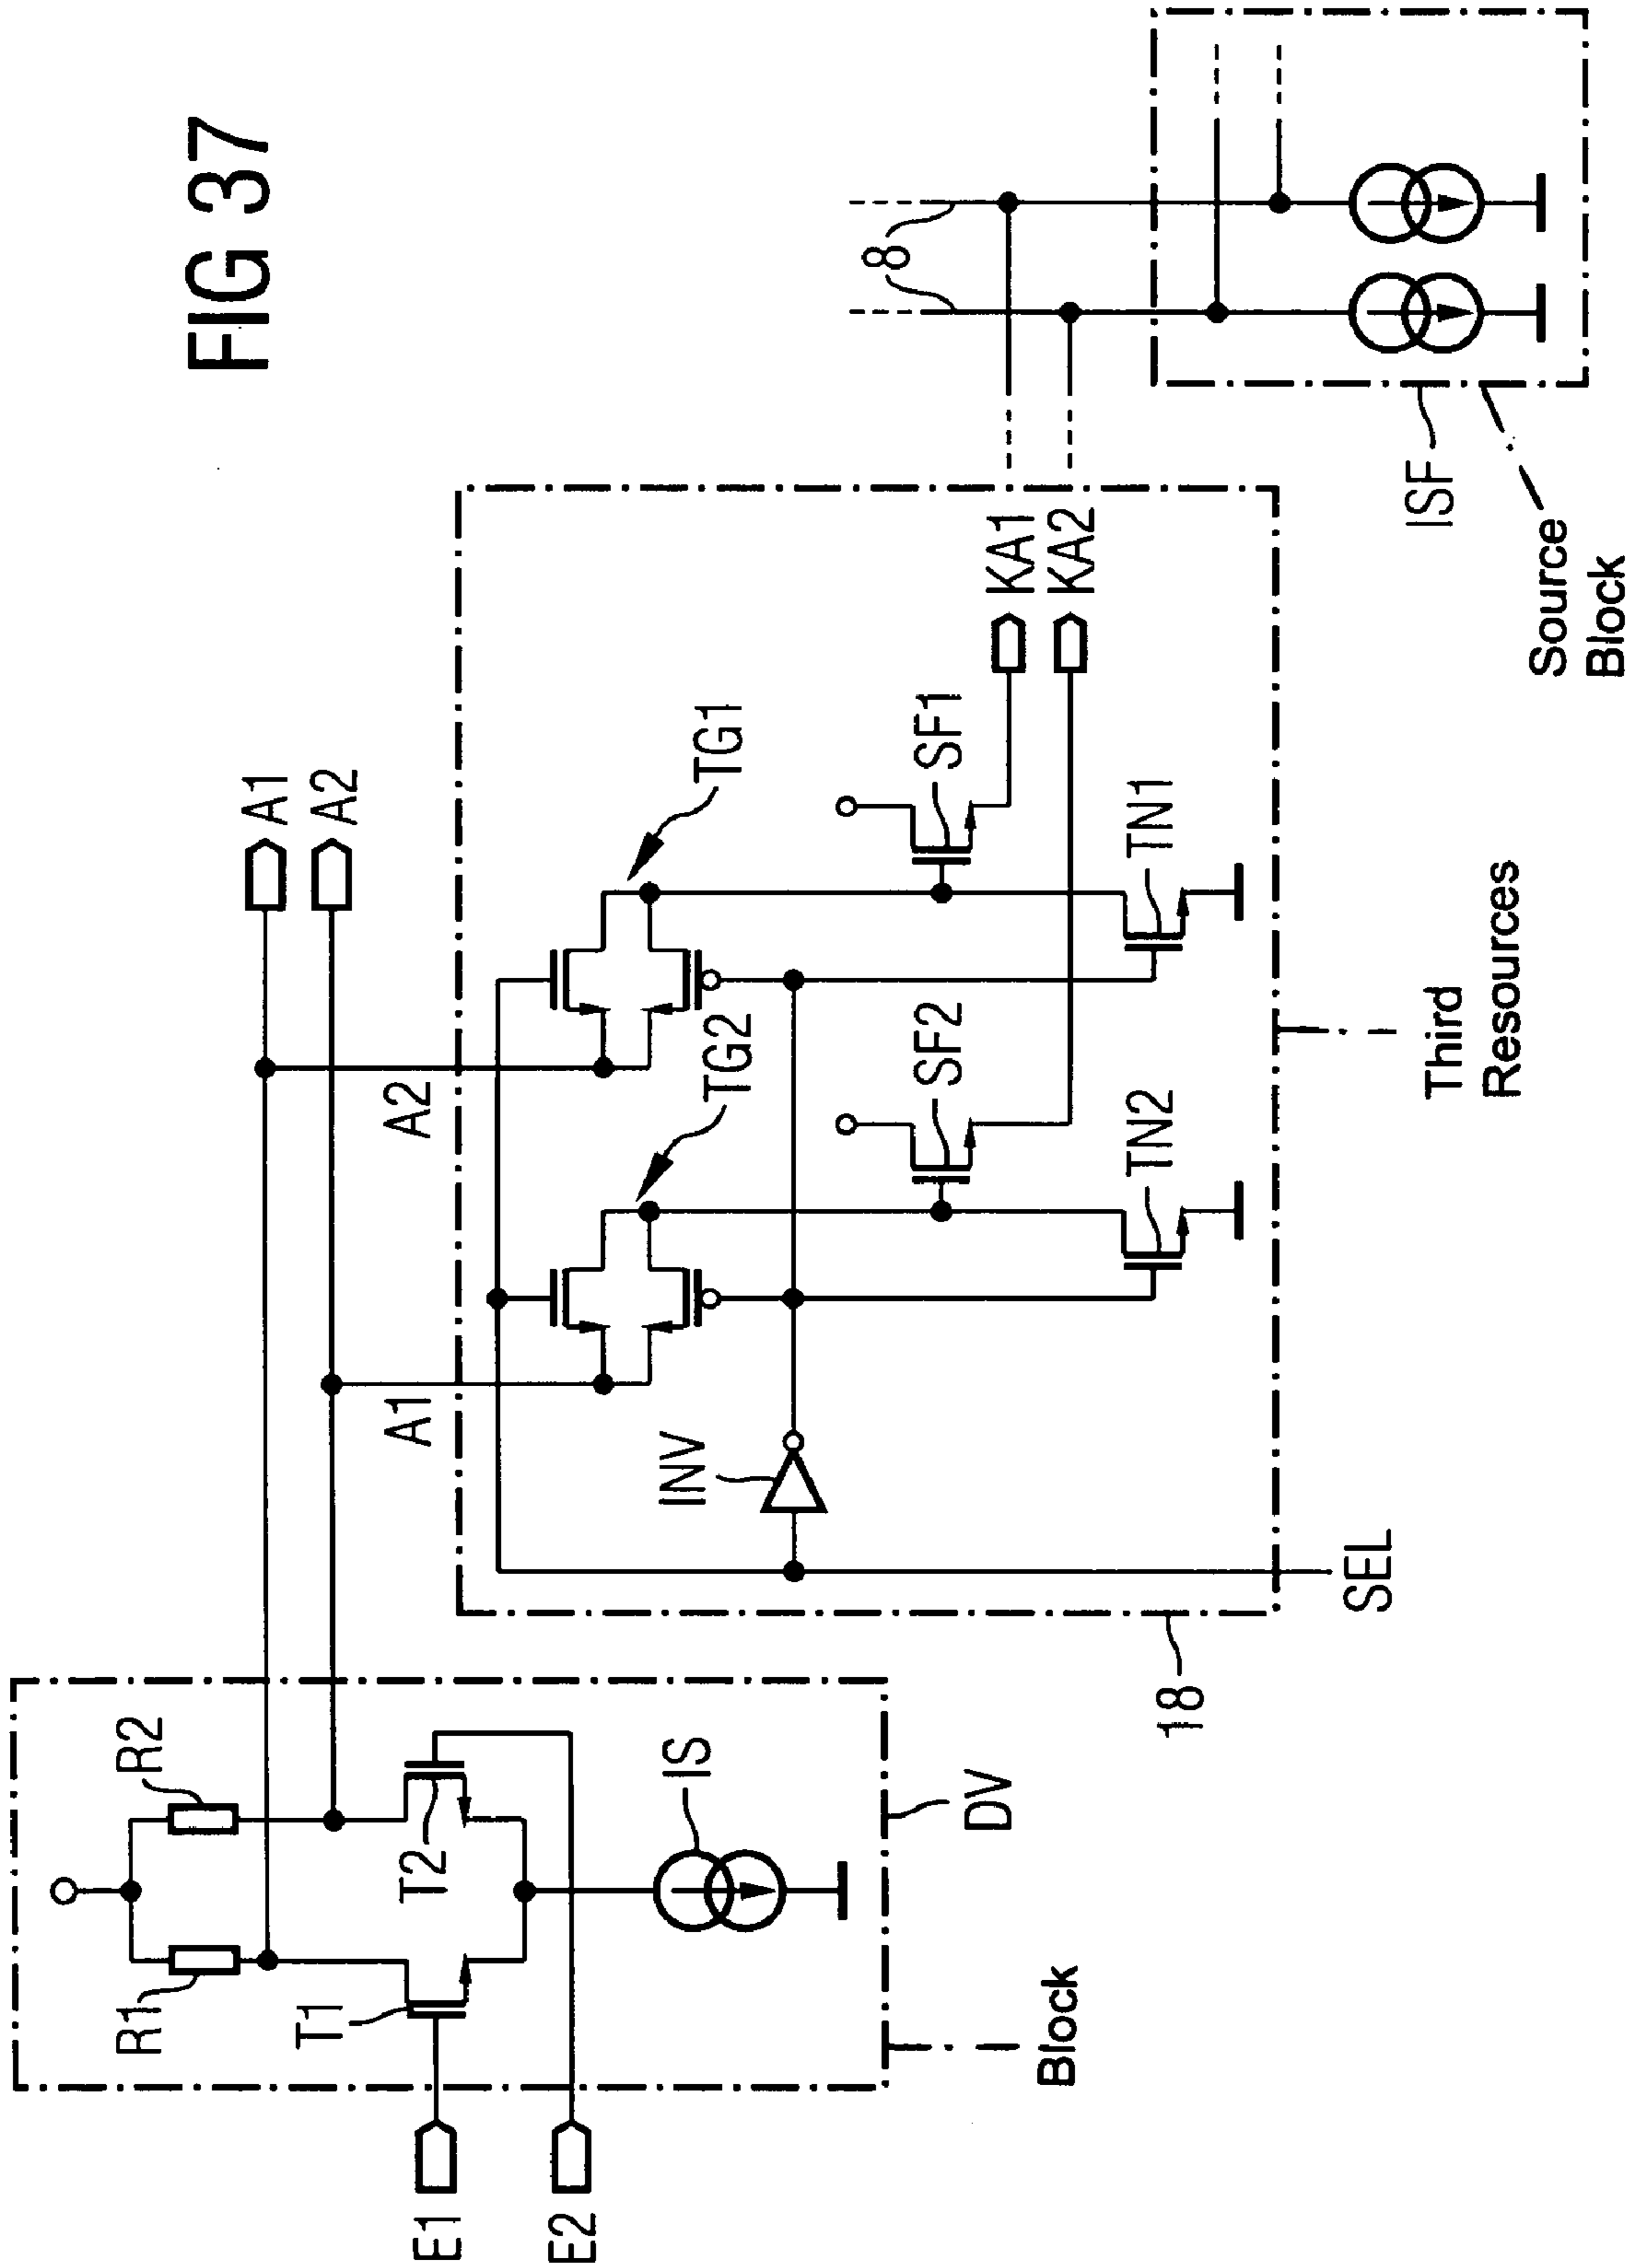 FIG 37
8
A1
A2
R1
R2
T1
T2
IS
DV
Block
E1
E2
A1
A2
TG2
TG1
INV
SF2
SF1
KA1
KA2
TN2
TN1
SEL
18
Third
Resources
ISF
Source
Block